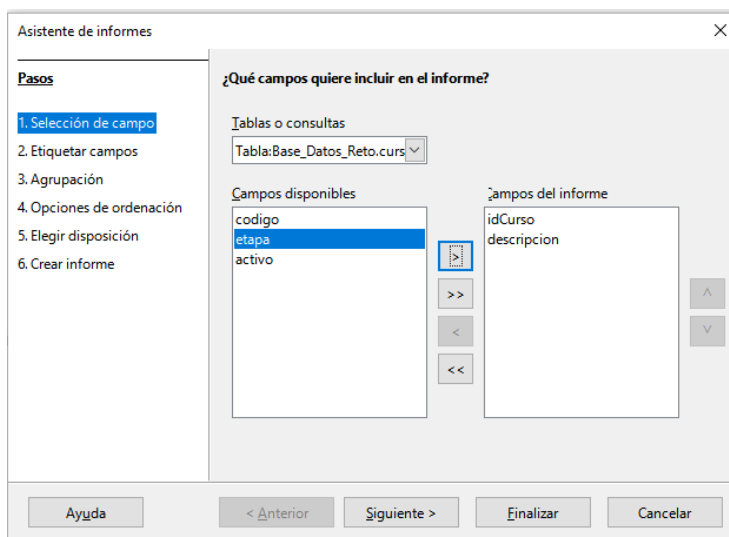 Asistente de informes
Pasos
1. Selección de campo
2. Etiquetar campos
3. Agrupación
4. Opciones de ordenación
5. Elegir disposición
6. Crear informe
¿Qué campos quiere incluir en el informe?
Tablas o consultas
Tabla:Base_Datos_Reto.curs
Campos disponibles
codigo
etapa
activo
>
>>
<
<<
Campos del informe
idCurso
descripcion
Ayuda
< Anterior
Siguiente >
Finalizar
Cancelar